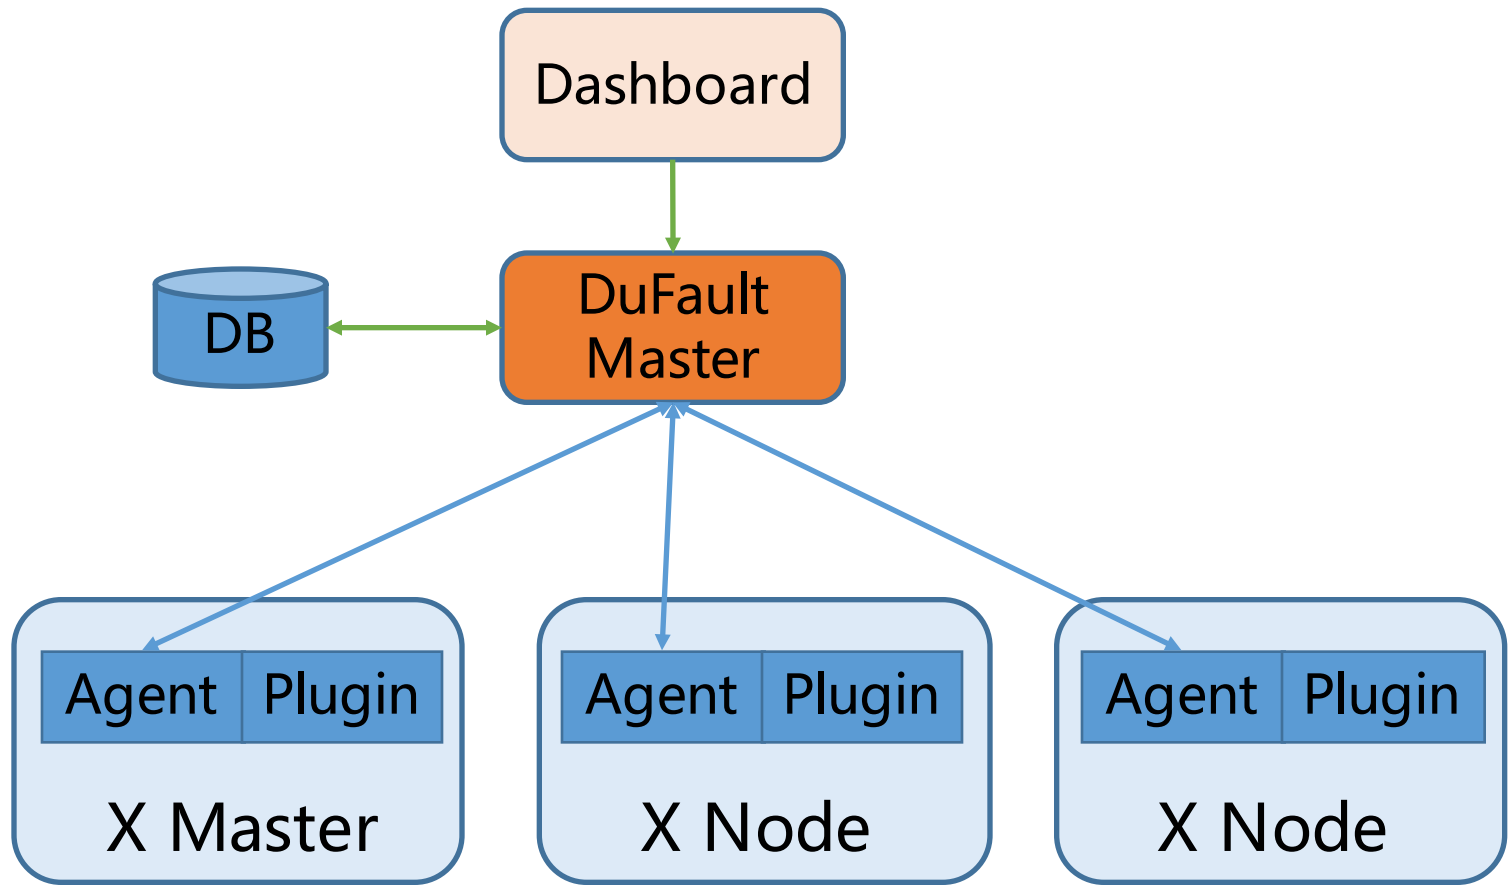 Dashboard
DB
DuFault
Master
Agent Plugin
X Master
Agent Plugin
X Node
Agent Plugin
X Node